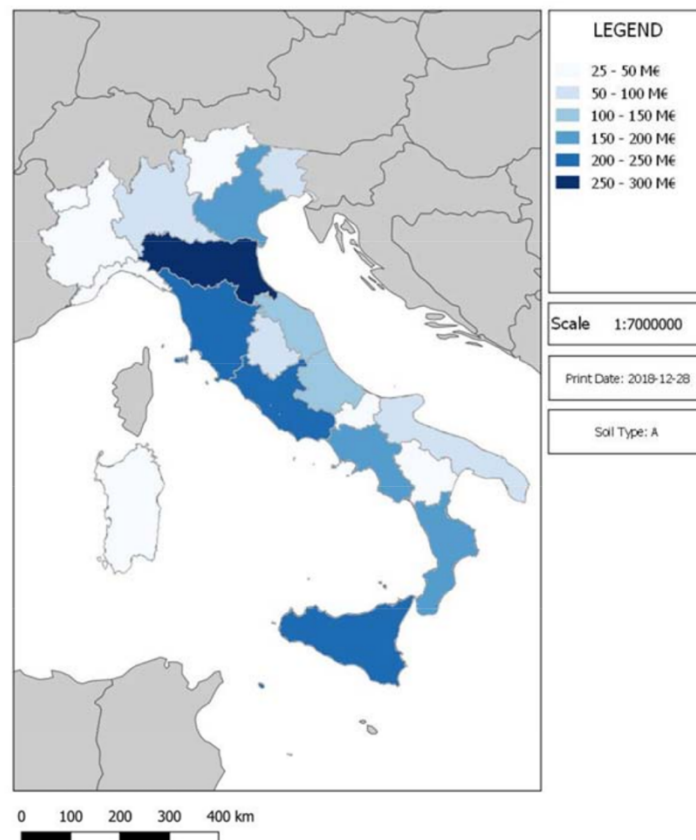 LEGEND
25 - 50 M€
50 - 100 M€
100 - 150 M€
150 - 200 M€
200 - 250 M€
250 - 300 M€
Scale 1:7000000
Print Date: 2018-12-28
Soil Type: A
0 100 200 300 400 km